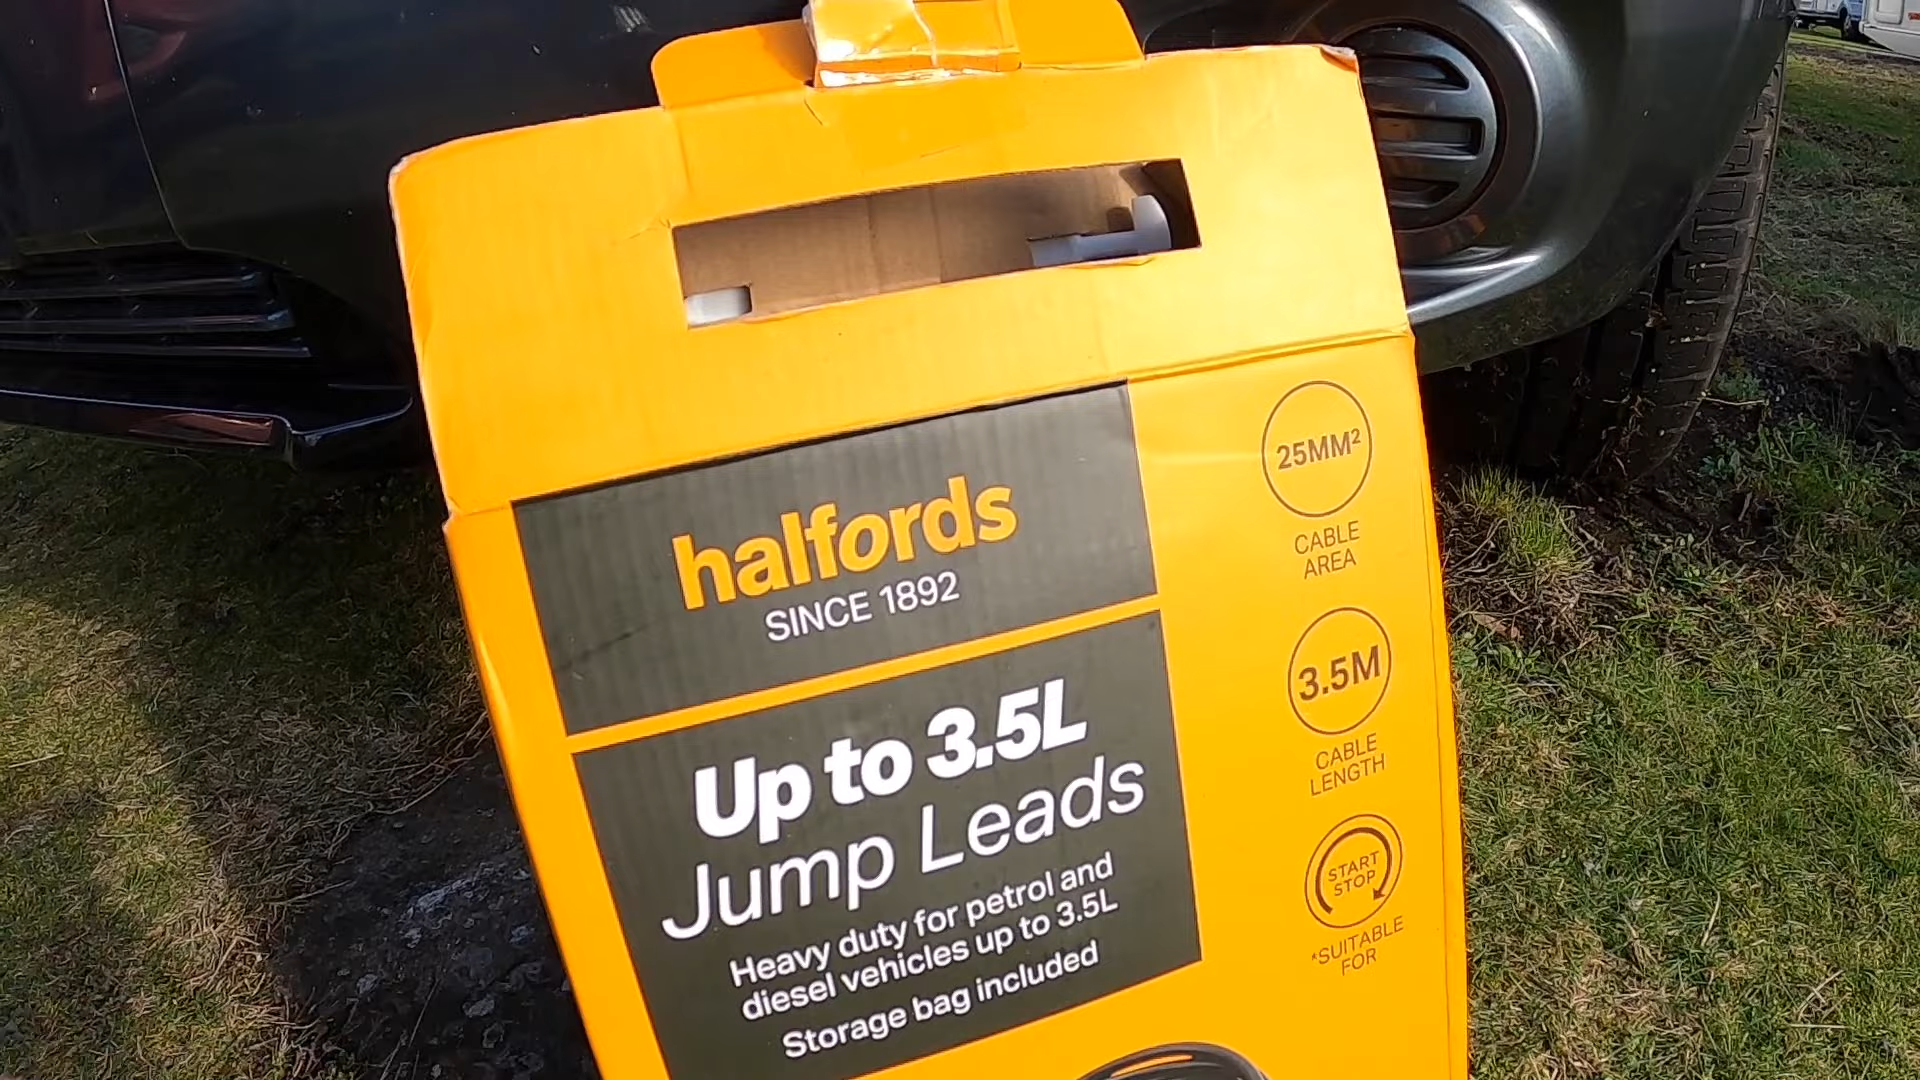 halfords
SINCE 1892
Up to 3.5L
Jump Leads
Heavy duty for petrol and
diesel vehicles up to 3.5L
Storage bag included
25MM²
CABLE
AREA
3.5M
CABLE
LENGTH
START
STOP
*SUITABLE
FOR